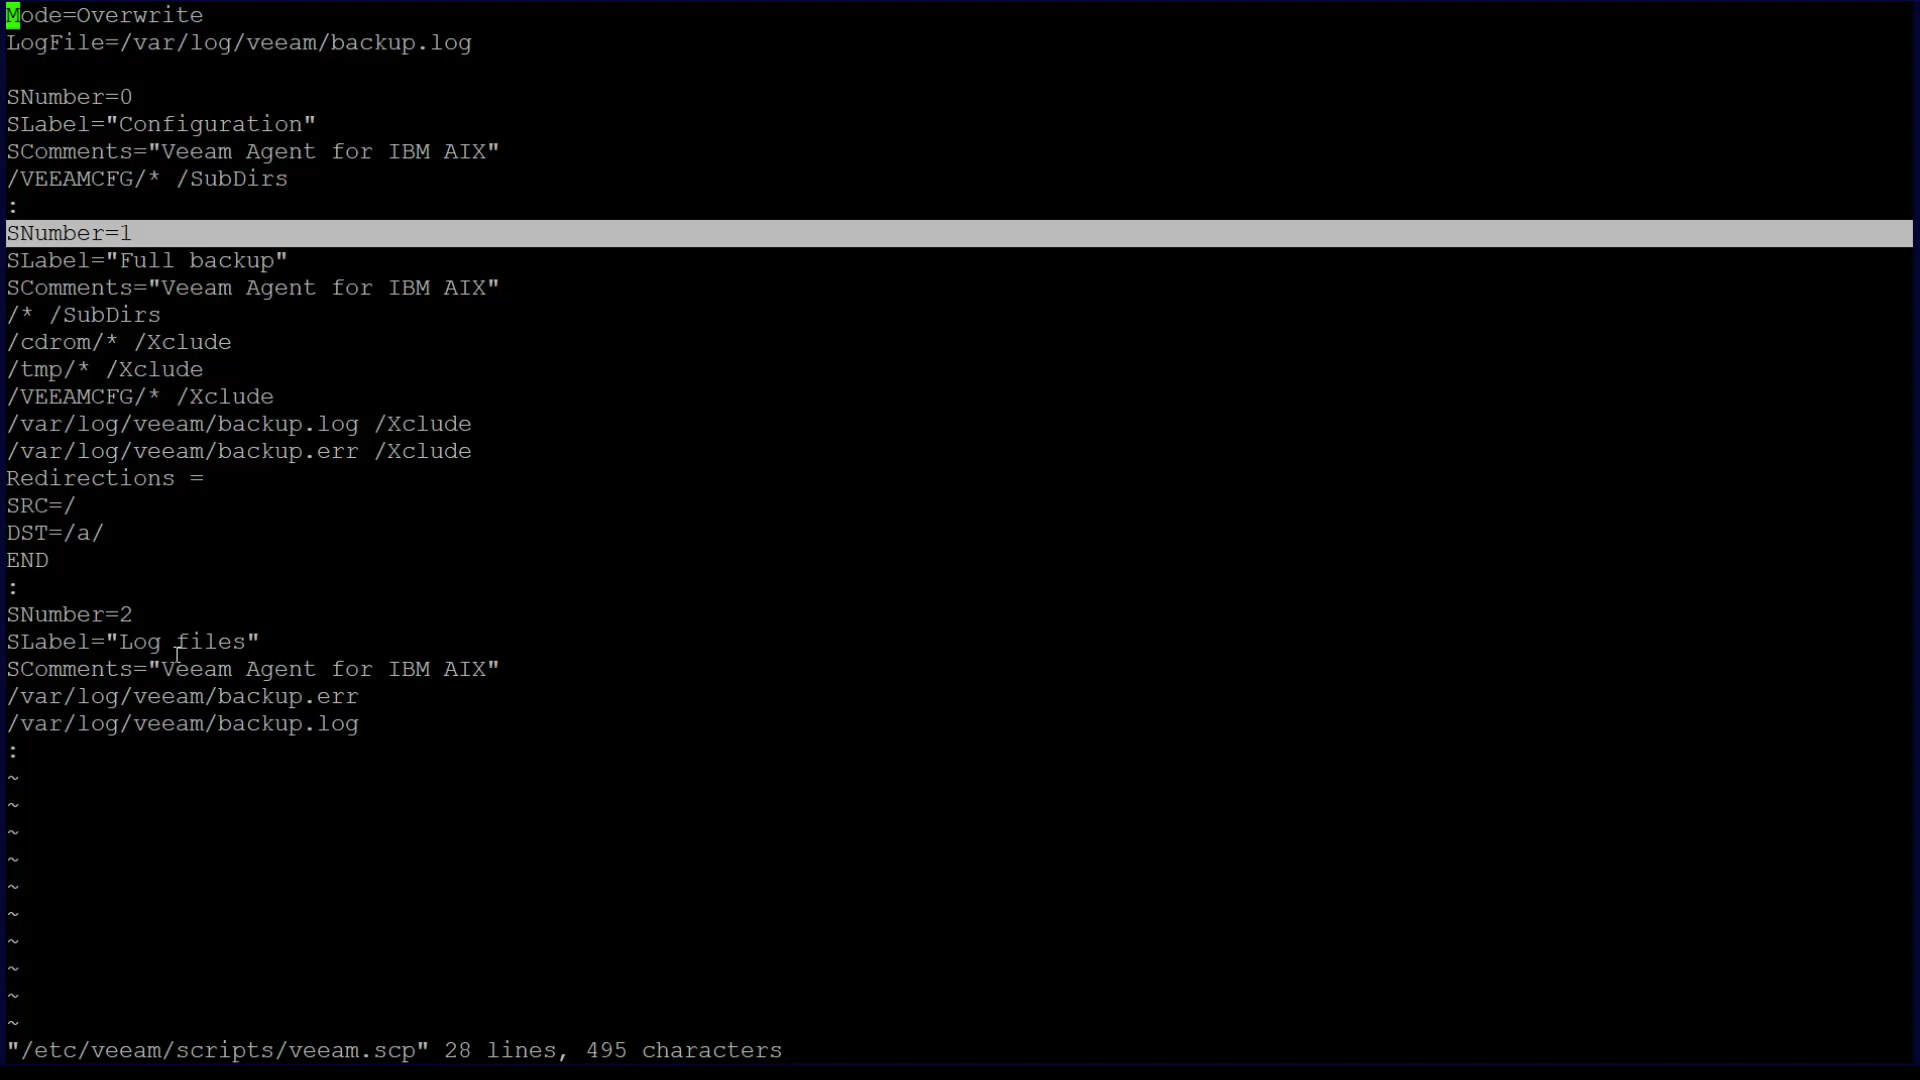 Mode=Overwrite
LogFile=/var/log/veeam/backup.log

SNumber=0
SLabel="Configuration"
SComments="Veeam Agent for IBM AIX"
/VEEAMCFG/* /SubDirs
:
SNumber=1
SLabel="Full backup"
SComments="Veeam Agent for IBM AIX"
/* /SubDirs
/cdrom/* /Xclude
/tmp/* /Xclude
/VEEAMCFG/* /Xclude
/var/log/veeam/backup.log /Xclude
/var/log/veeam/backup.err /Xclude
Redirections =
SRC=/
DST=/a/
END
:
SNumber=2
SLabel="Log files"
SComments="Veeam Agent for IBM AIX"
/var/log/veeam/backup.err
/var/log/veeam/backup.log
:
~
~
~
~
~
~
~
~
~
~
"/etc/veeam/scripts/veeam.scp" 28 lines, 495 characters